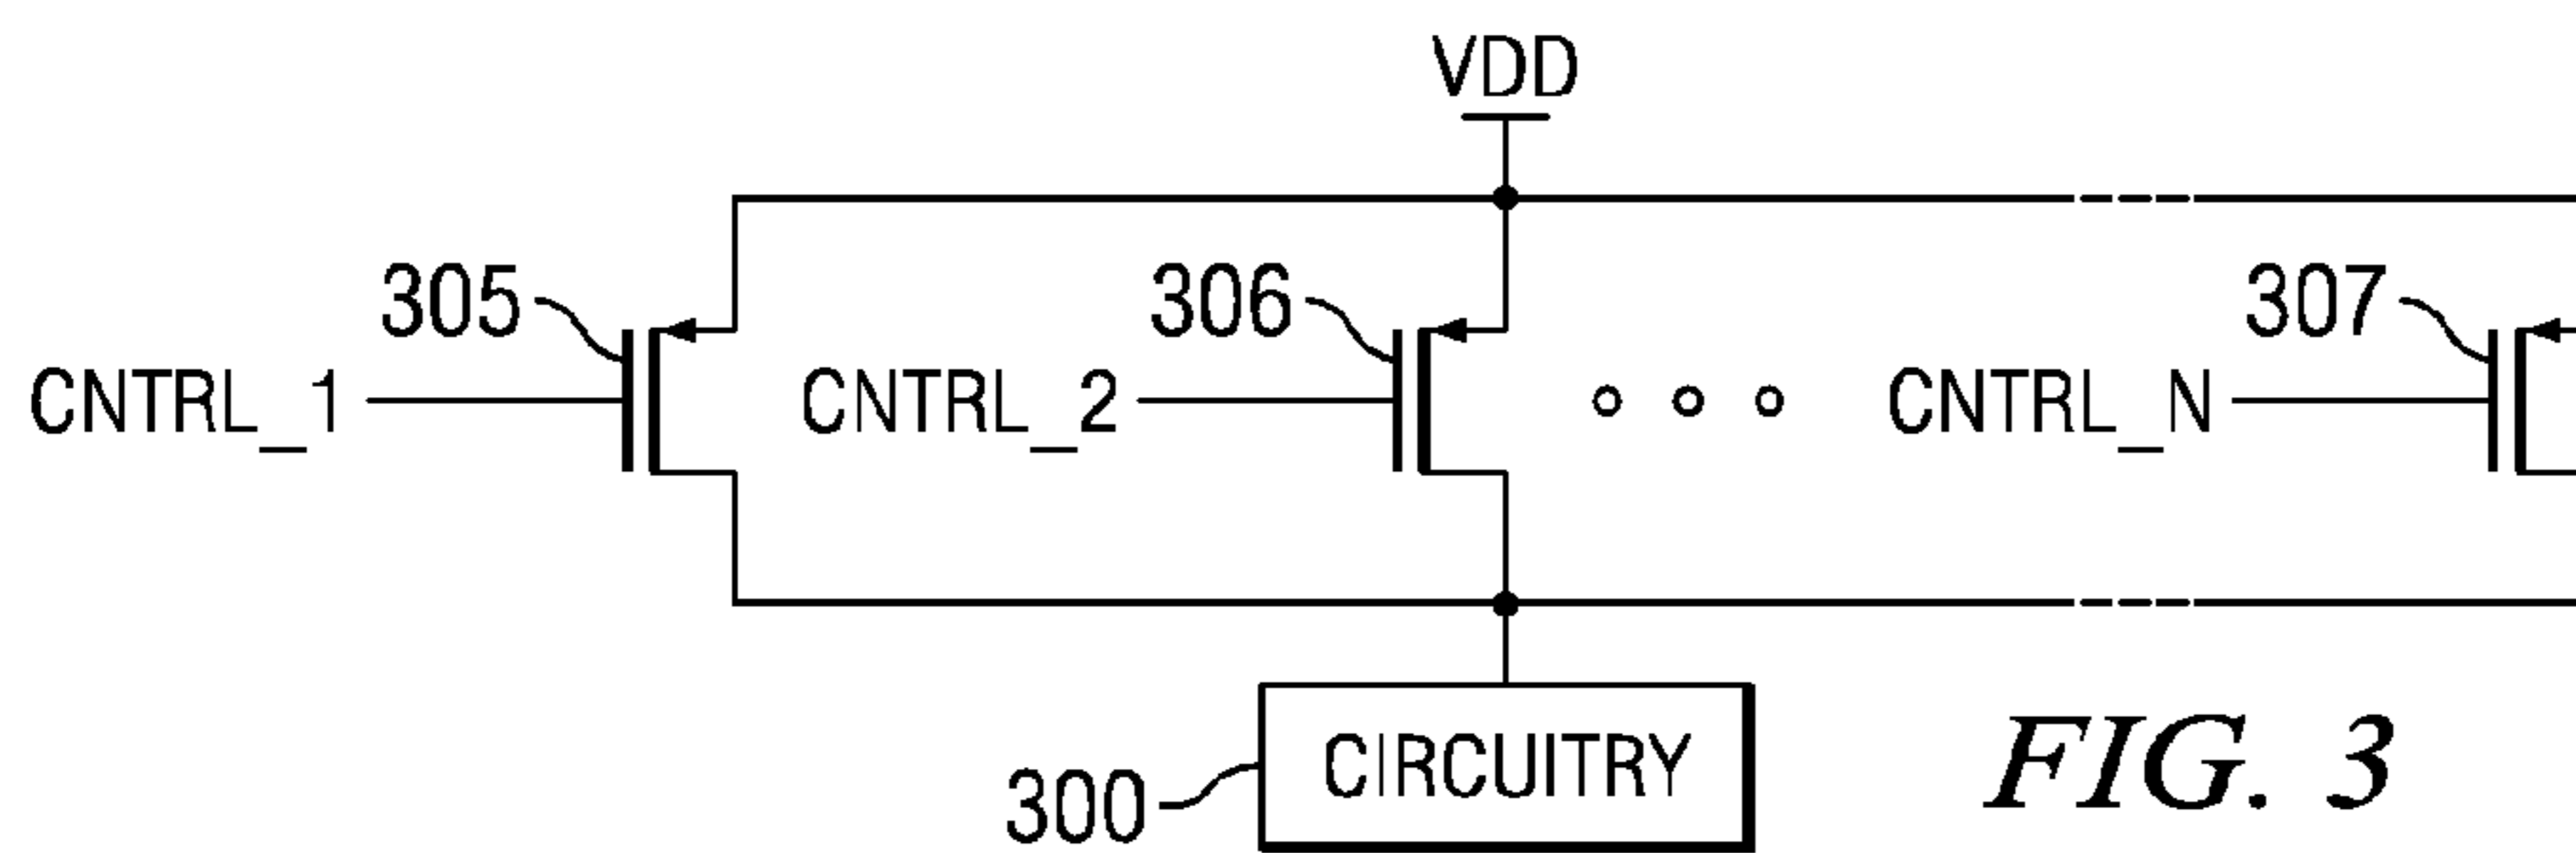 VDD
305
306
307
CNTRL_1
CNTRL_2
CNTRL_N
CIRCUITRY
300
FIG. 3